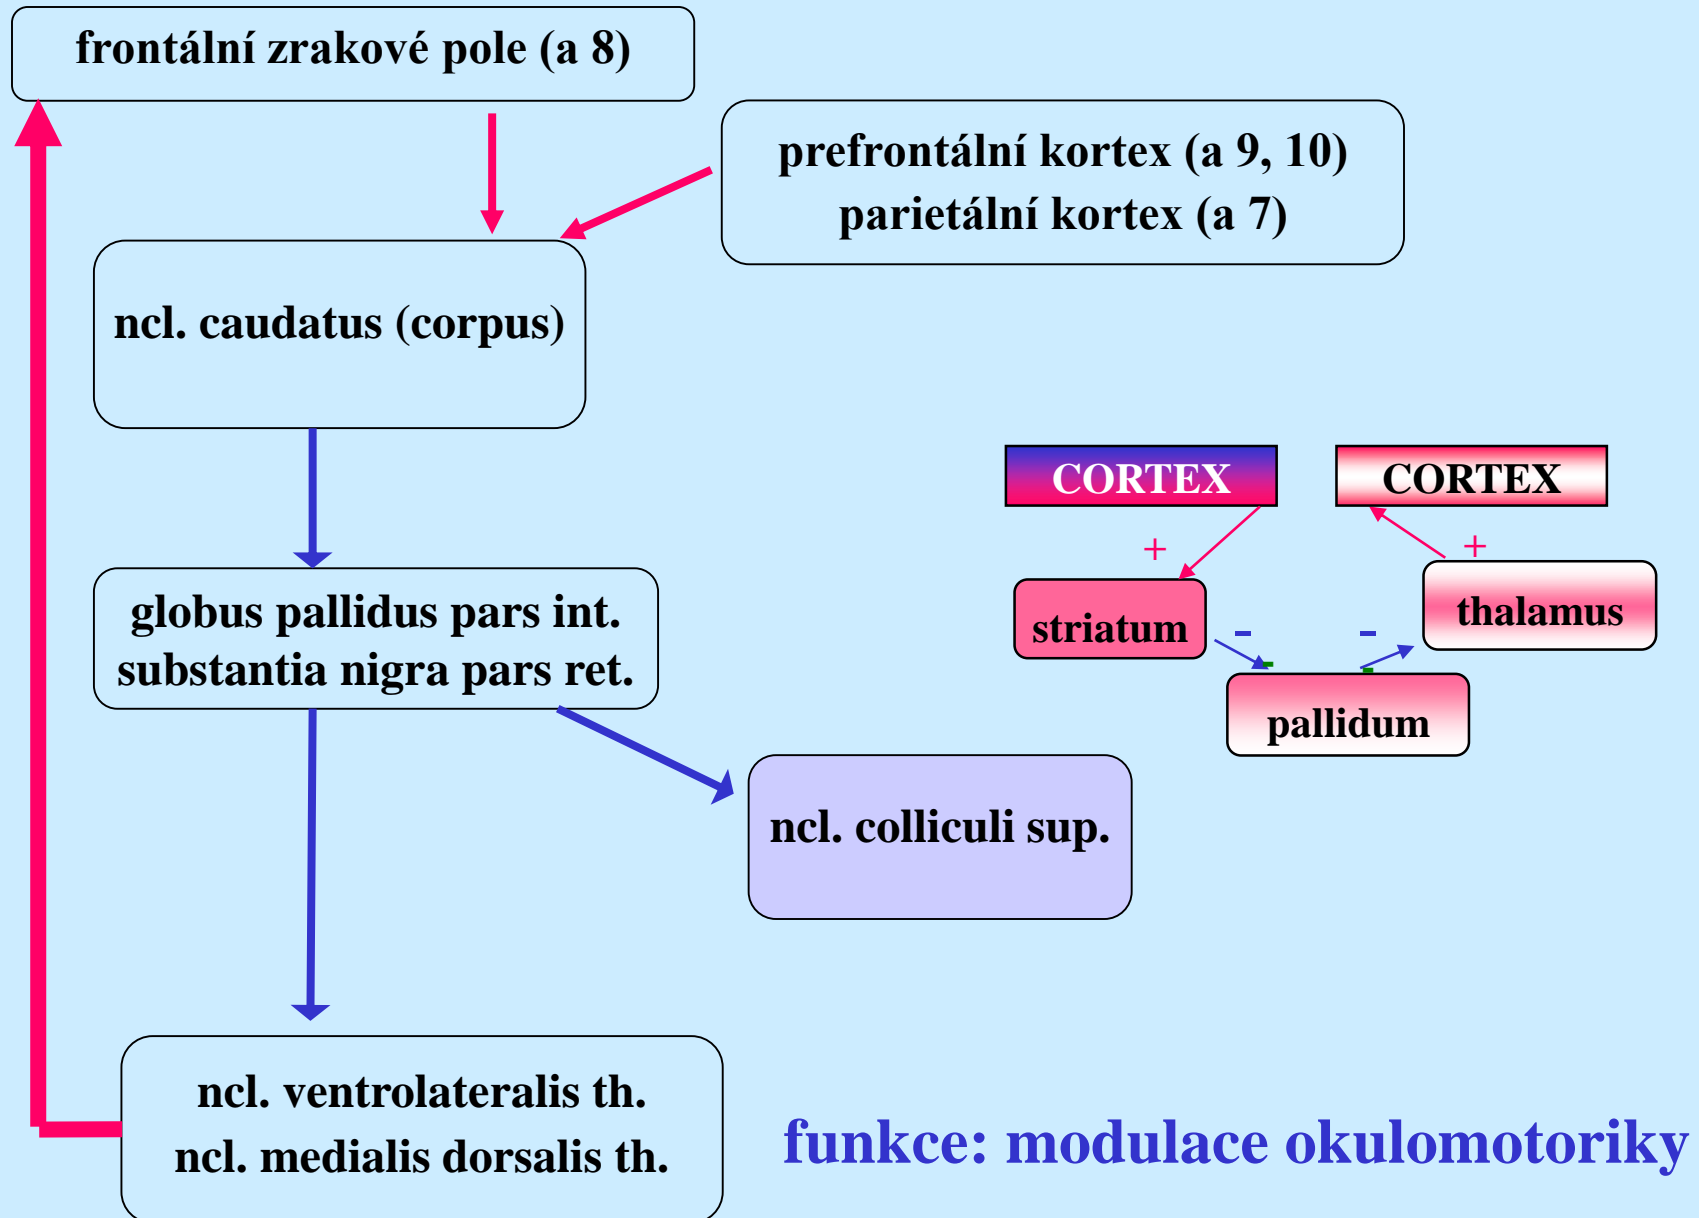 frontální zrakové pole (a 8)
prefrontální kortex (a 9, 10)
parietální kortex (a 7)
ncl. caudatus (corpus)
CORTEX
CORTEX
+
+
striatum
-
-
thalamus
pallidum
globus pallidus pars int.
substantia nigra pars ret.
ncl. colliculi sup.
ncl. ventrolateralis th.
ncl. medialis dorsalis th.
funkce: modulace okulomotoriky